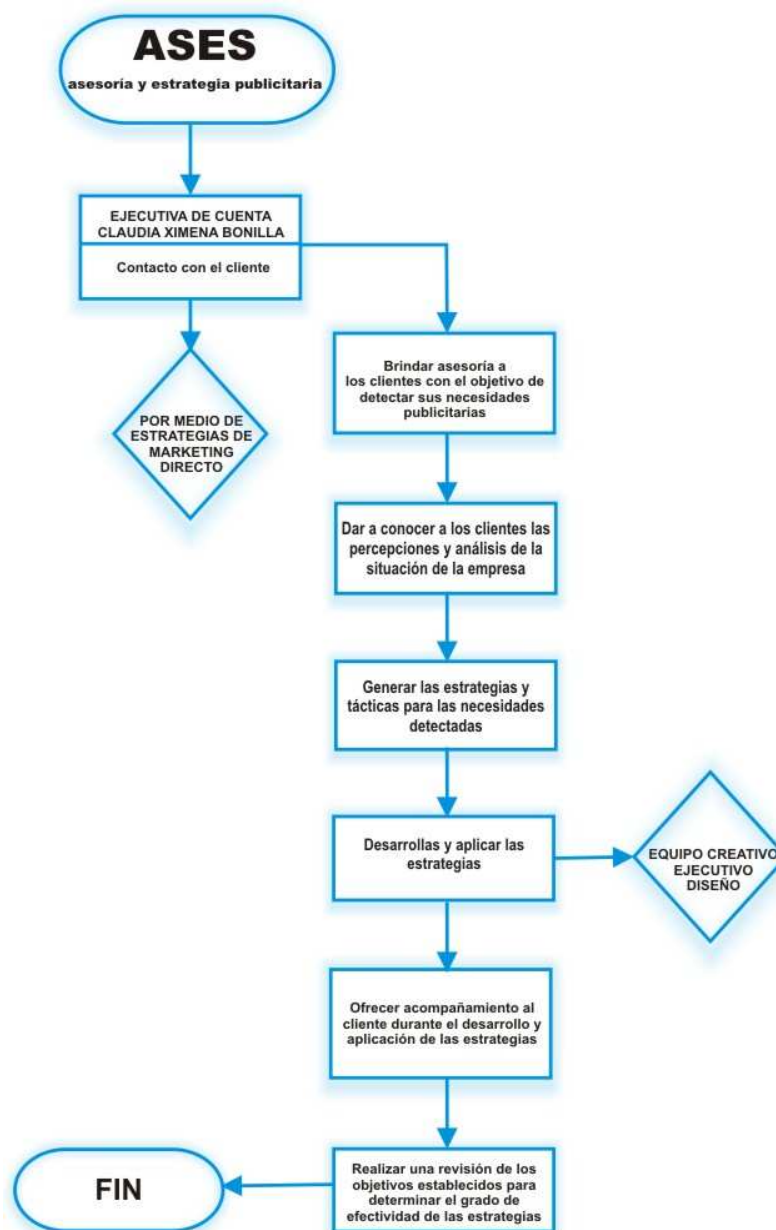 ASES
asesoría y estrategia publicitaria
EJECUTIVA DE CUENTA
CLAUDIA XIMENA BONILLA
Contacto con el cliente
POR MEDIO DE
ESTRATEGIAS DE
MARKETING
DIRECTO
Brindar asesoría a
los clientes con el objetivo de
detectar sus necesidades
publicitarias
Dar a conocer a los clientes las
percepciones y análisis de la
situación de la empresa
Generar las estrategias y
tácticas para las necesidades
detectadas
Desarrollas y aplicar las
estrategias
EQUIPO CREATIVO
EJECUTIVO
DISEÑO
Ofrecer acompañamiento al
cliente durante el desarrollo y
aplicación de las estrategias
Realizar una revisión de los
objetivos establecidos para
determinar el grado de
efectividad de las estrategias
FIN